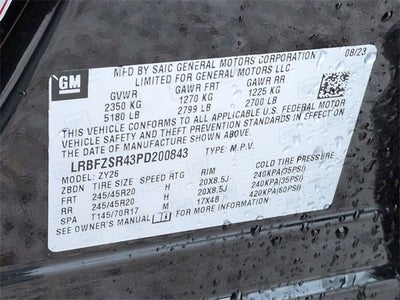 GM
MFD BY SAIC GENERAL MOTORS CORPORATION 08/23
LIMITED FOR GENERAL MOTORS LLC
GVWR GAWR FRT GAWR RR
2350 KG 1270 KG 1225 KG
5180 LB 2799 LB 2700 LB
THIS VEHICLE CONFORMS TO ALL APPLICABLE U.S. FEDERAL MOTOR
VEHICLE SAFETY AND THEFT PREVENTION STANDARDS IN EFFECT ON
THE DATE OF MANUFACTURE SHOWN ABOVE.
LRBFZSR43PD200843 TYPE: M.P.V.
MODEL: ZY26
ZBDN TIRE SIZE SPEED RTG RIM COLD TIRE PRESSURE
FRT 245/45R20 H 20X8.5J 240KPA(35PSI)
RR 245/45R20 H 20X8.5J 240KPA(35PSI)
SPA T145/70R17 M 17X4B 420KPA(60PSI)
SEE OWNER'S MANUAL FOR ADDITIONAL INFORMATION